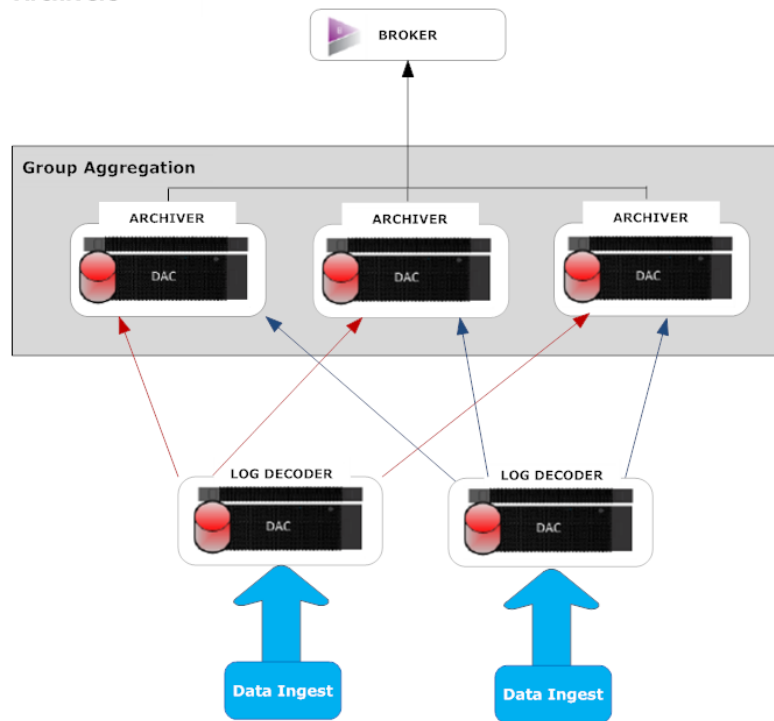 BROKER
Group Aggregation
ARCHIVER
ARCHIVER
ARCHIVER
DAC
DAC
DAC
LOG DECODER
LOG DECODER
DAC
DAC
Data Ingest
Data Ingest